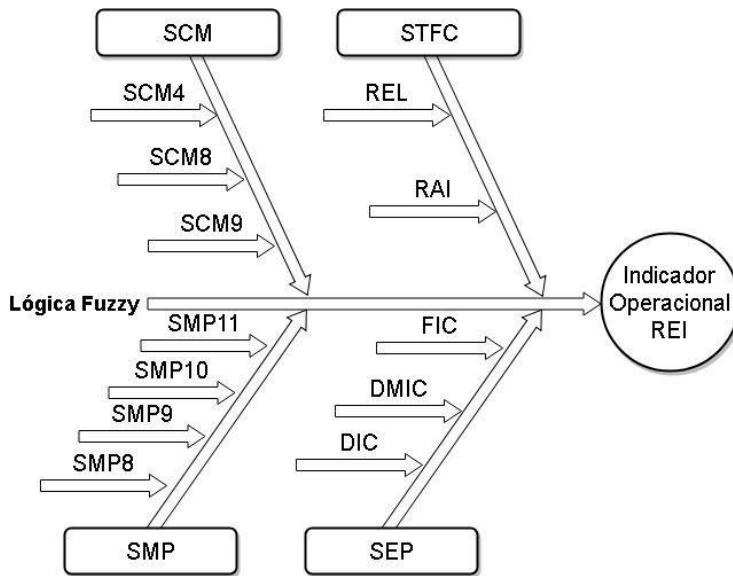 SCM
STFC
SCM4
REL
SCM8
RAI
SCM9
Lógica Fuzzy
Indicador
Operacional
REI
SMP11
FIC
SMP10
DMIC
SMP9
DIC
SMP8
SMP
SEP